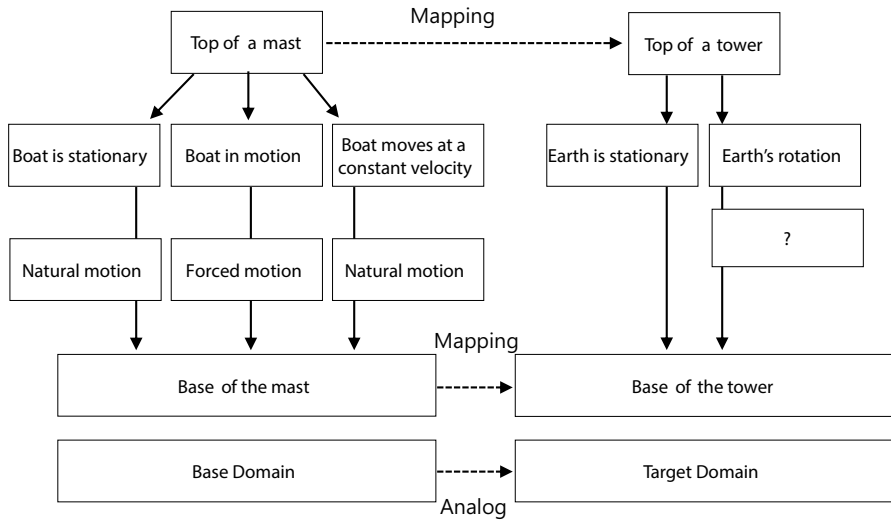 Mapping
Top of a mast
Top of a tower
Boat is stationary
Boat in motion
Boat moves at a
constant velocity
Earth is stationary
Earth's rotation
?
Natural motion
Forced motion
Natural motion
Mapping
Base of the mast
Base of the tower
Base Domain
Target Domain
Analog